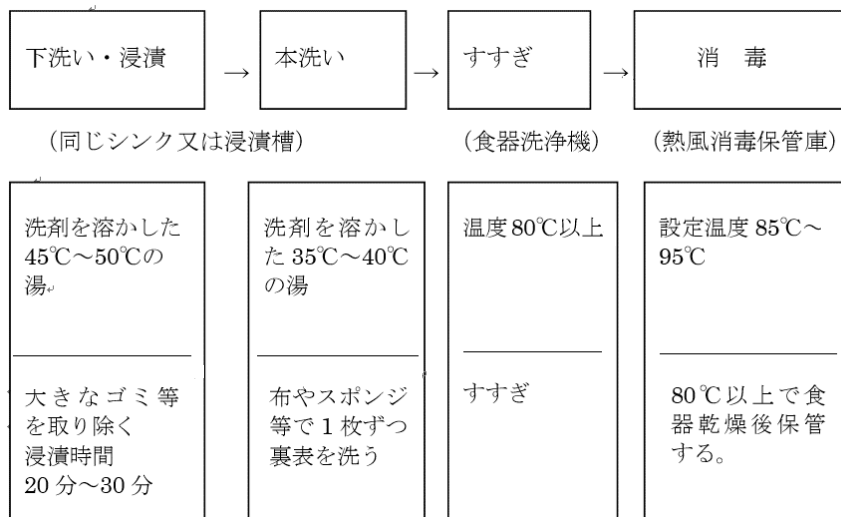 下洗い・浸漬
→
本洗い
→
すすぎ
→
消　毒
（同じシンク又は浸漬槽）
（食器洗浄機）
（熱風消毒保管庫）
洗剤を溶かした
45℃～50℃の
湯
大きなゴミ等
を取り除く
浸漬時間
20分～30分
洗剤を溶かし
た35℃～40℃
の湯
布やスポンジ
等で1枚ずつ
裏表を洗う
温度80℃以上
すすぎ
設定温度85℃～
95℃
80℃以上で食
器乾燥後保管
する。